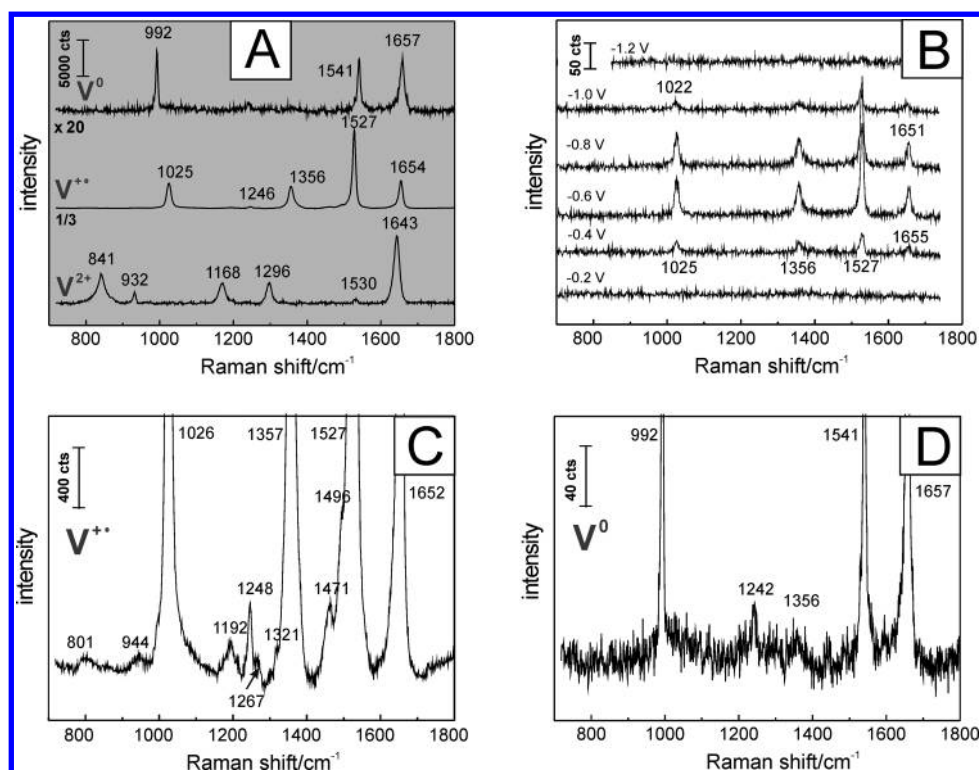 A
5000 cts
992
1541
1657
V⁰
x 20
1527
1025
1246
1356
1654
V⁺•
1/3
1643
841
932
1168
1296
1530
V²⁺
intensity
800 1000 1200 1400 1600 1800
Raman shift/cm⁻¹
B
50 cts
-1.2 V
-1.0 V
1022
-0.8 V
1651
-0.6 V
-0.4 V
1025
1356
1527
1655
-0.2 V
intensity
800 1000 1200 1400 1600 1800
Raman shift/cm⁻¹
C
400 cts
1026
1357
1527
1652
V⁺•
1496
1471
801
944
1192
1248
1321
1267
intensity
800 1000 1200 1400 1600 1800
Raman shift/cm⁻¹
D
40 cts
992
1541
1657
V⁰
1242
1356
intensity
800 1000 1200 1400 1600 1800
Raman shift/cm⁻¹